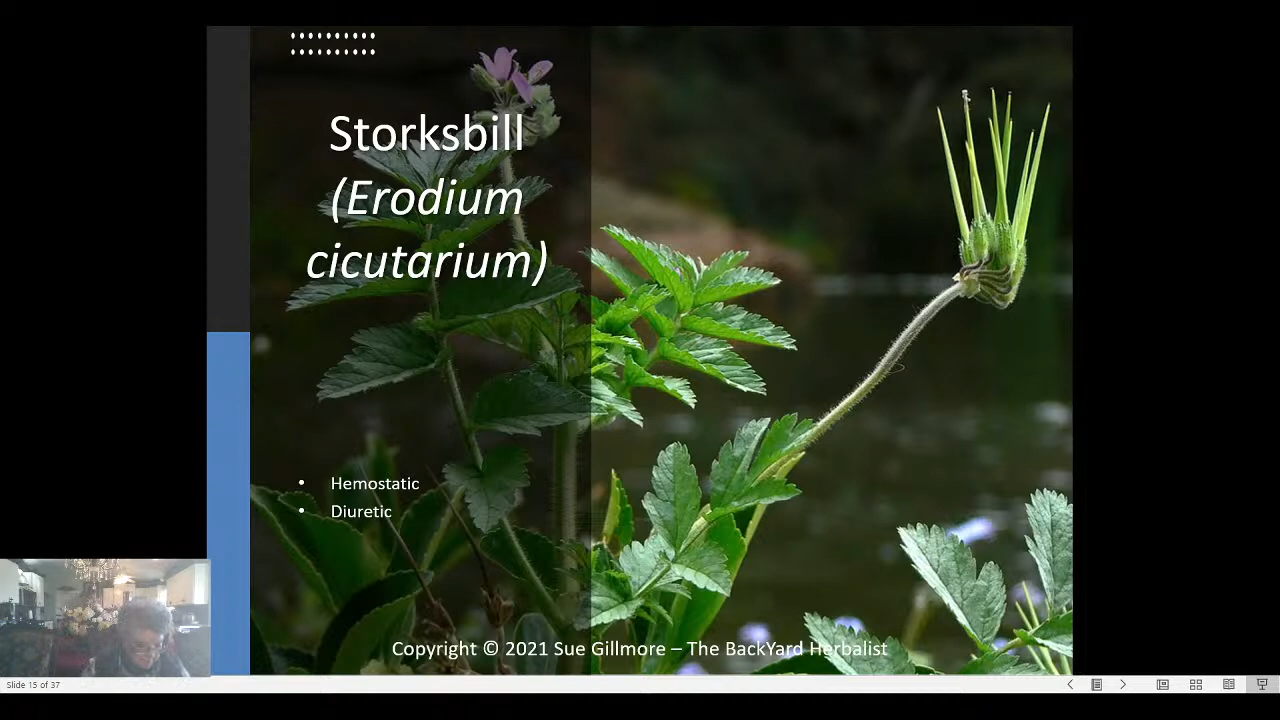 Storksbill
(Erodium
cicutarium)
• Hemostatic
• Diuretic
Copyright © 2021 Sue Gillmore – The BackYard Herbalist
Slide 15 of 37